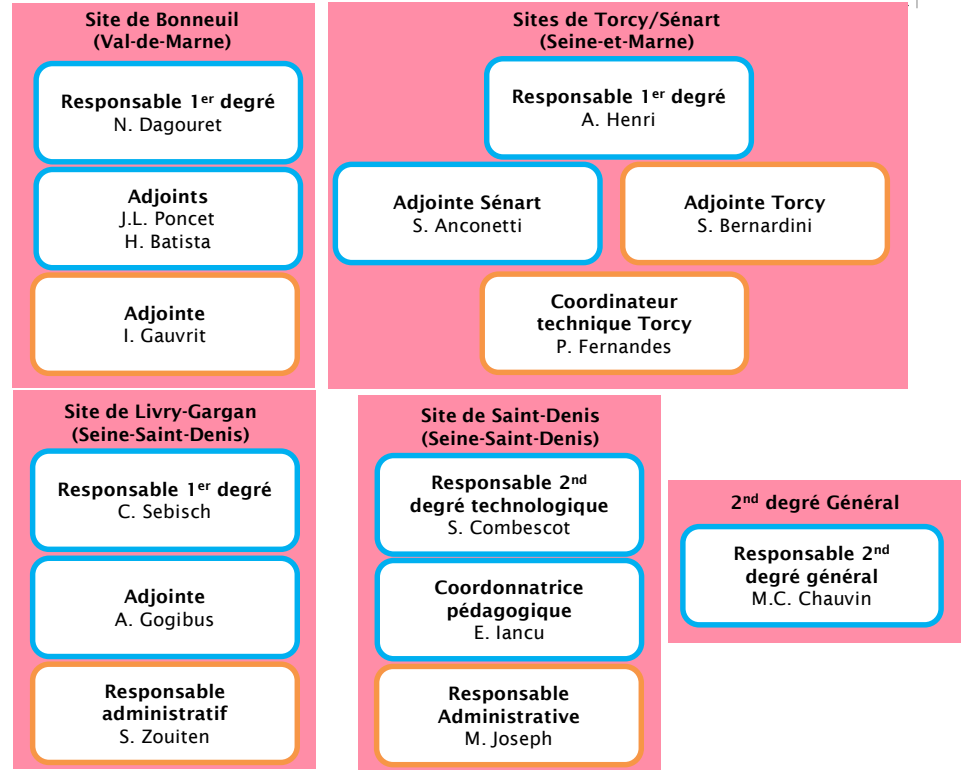 Site de Bonneuil
(Val-de-Marne)
Responsable 1er degré
N. Dagouret
Adjoints
J.L. Poncet
H. Batista
Adjointe
I. Gauvrit
Sites de Torcy/Sénart
(Seine-et-Marne)
Responsable 1er degré
A. Henri
Adjointe Sénart
S. Anconetti
Adjointe Torcy
S. Bernardini
Coordinateur
technique Torcy
P. Fernandes
Site de Livry-Gargan
(Seine-Saint-Denis)
Responsable 1er degré
C. Sebisch
Adjointe
A. Gogibus
Responsable
administratif
S. Zouiten
Site de Saint-Denis
(Seine-Saint-Denis)
Responsable 2nd
degré technologique
S. Combescot
Coordonnatrice
pédagogique
E. Iancu
Responsable
Administrative
M. Joseph
2nd degré Général
Responsable 2nd
degré général
M.C. Chauvin